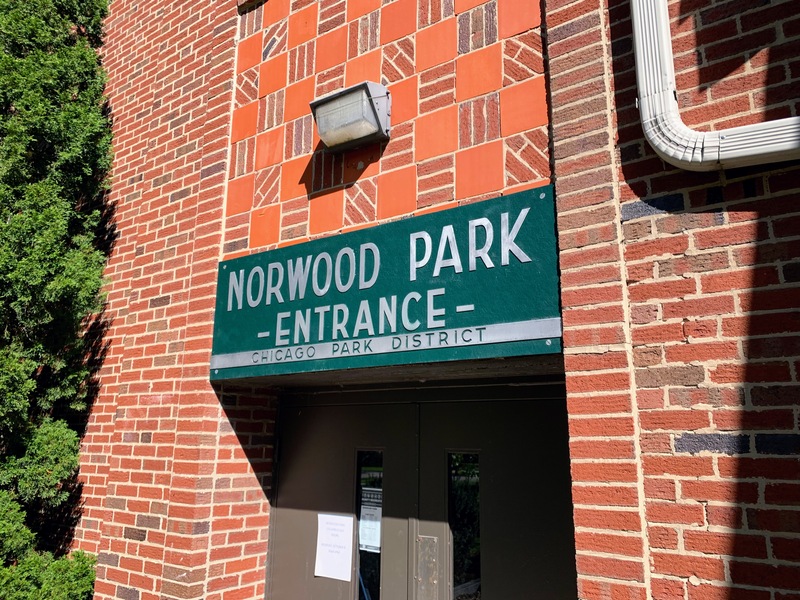 NORWOOD PARK
-ENTRANCE-
CHICAGO PARK DISTRICT